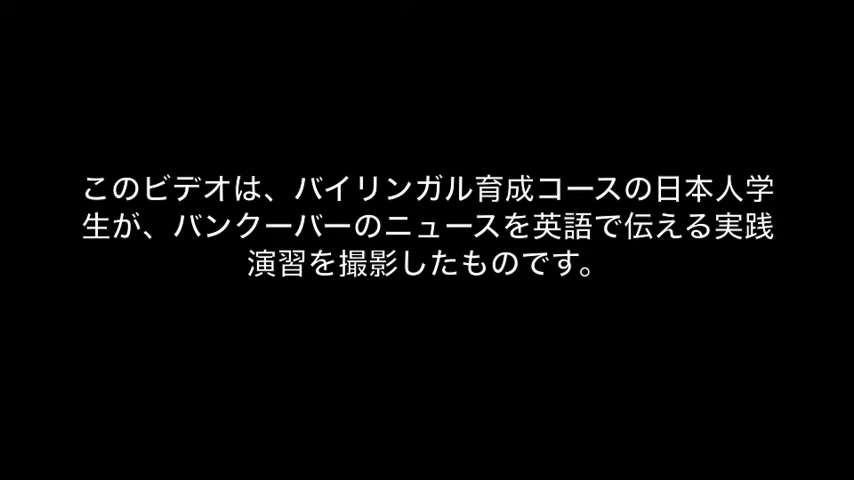 このビデオは、バイリンガル育成コースの日本人学
生が、バンクーバーのニュースを英語で伝える実践
演習を撮影したものです。